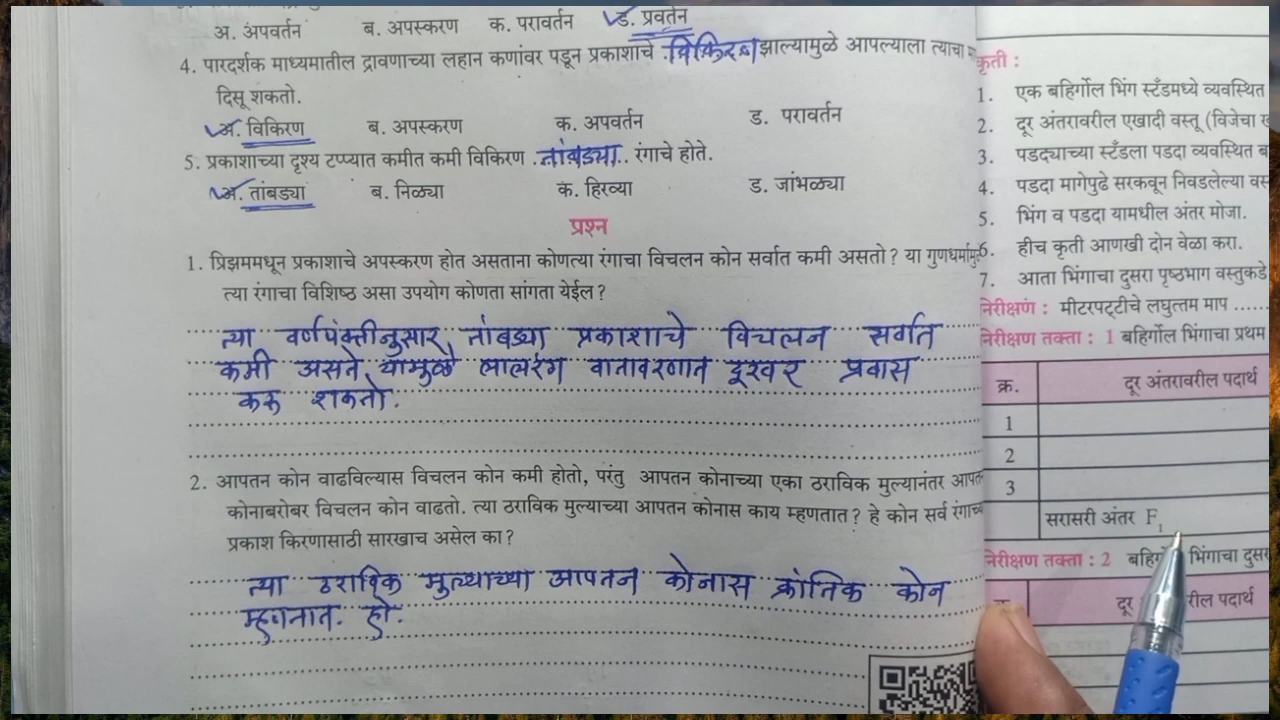 अ. अपवर्तन ब. अपस्करण क. परावर्तन ड. प्रवर्तन
4. पारदर्शक माध्यमातील द्रावणाच्या लहान कणांवर पडून प्रकाशाचे .विकिरण झाल्यामुळे आपल्याला त्याचा
दिसू शकतो.
अ. विकिरण ब. अपस्करण क. अपवर्तन ड. परावर्तन
5. प्रकाशाच्या दृश्य टप्प्यात कमीत कमी विकिरण .तांबड्या.. रंगाचे होते.
अ. तांबड्या ब. निळ्या क. हिरव्या ड. जांभळ्या
प्रश्न
1. प्रिझममधून प्रकाशाचे अपस्करण होत असताना कोणत्या रंगाचा विचलन कोन सर्वात कमी असतो? या
त्या रंगाचा विशिष्ठ असा उपयोग कोणता सांगता येईल?
त्या वर्णपंक्तीनुसार तांबड्या प्रकाशाचे विचलन सर्वात
कमी असते यामुळे लालरंग वातावरणात दूरवर प्रवास
करू शकतो.
2. आपतन कोन वाढविल्यास विचलन कोन कमी होतो, परंतु आपतन कोनाच्या एका ठराविक मुल्यानंतर
कोनाबरोबर विचलन कोन वाढतो. त्या ठराविक मुल्याच्या आपतन कोनास काय म्हणतात? हे कोन सर्व रंगाच्या
प्रकाश किरणासाठी सारखाच असेल का?
त्या ठराविक मुल्याच्या आपतन कोनास क्रांतिक कोन
म्हणतात. हो.
कृती :
1. एक बहिर्गोल भिंग स्टँडमध्ये व्यवस्थित
2. दूर अंतरावरील एखादी वस्तू (विजेचा
3. पडद्याच्या स्टँडला पडदा व्यवस्थित
4. पडदा मागेपुढे सरकवून निवडलेल्या
5. भिंग व पडदा यामधील अंतर मोजा.
6. हीच कृती आणखी दोन वेळा करा.
7. आता भिंगाचा दुसरा पृष्ठभाग वस्तुकडे
निरीक्षणं : मीटरपट्टीचे लघुत्तम माप ......
निरीक्षण तक्ता : 1 बहिर्गोल भिंगाचा प्रथम
क्र. दूर अंतरावरील पदार्थ
1
2
3
सरासरी अंतर F₁
निरीक्षण तक्ता : 2 भिंगाचा
दूर पदार्थ